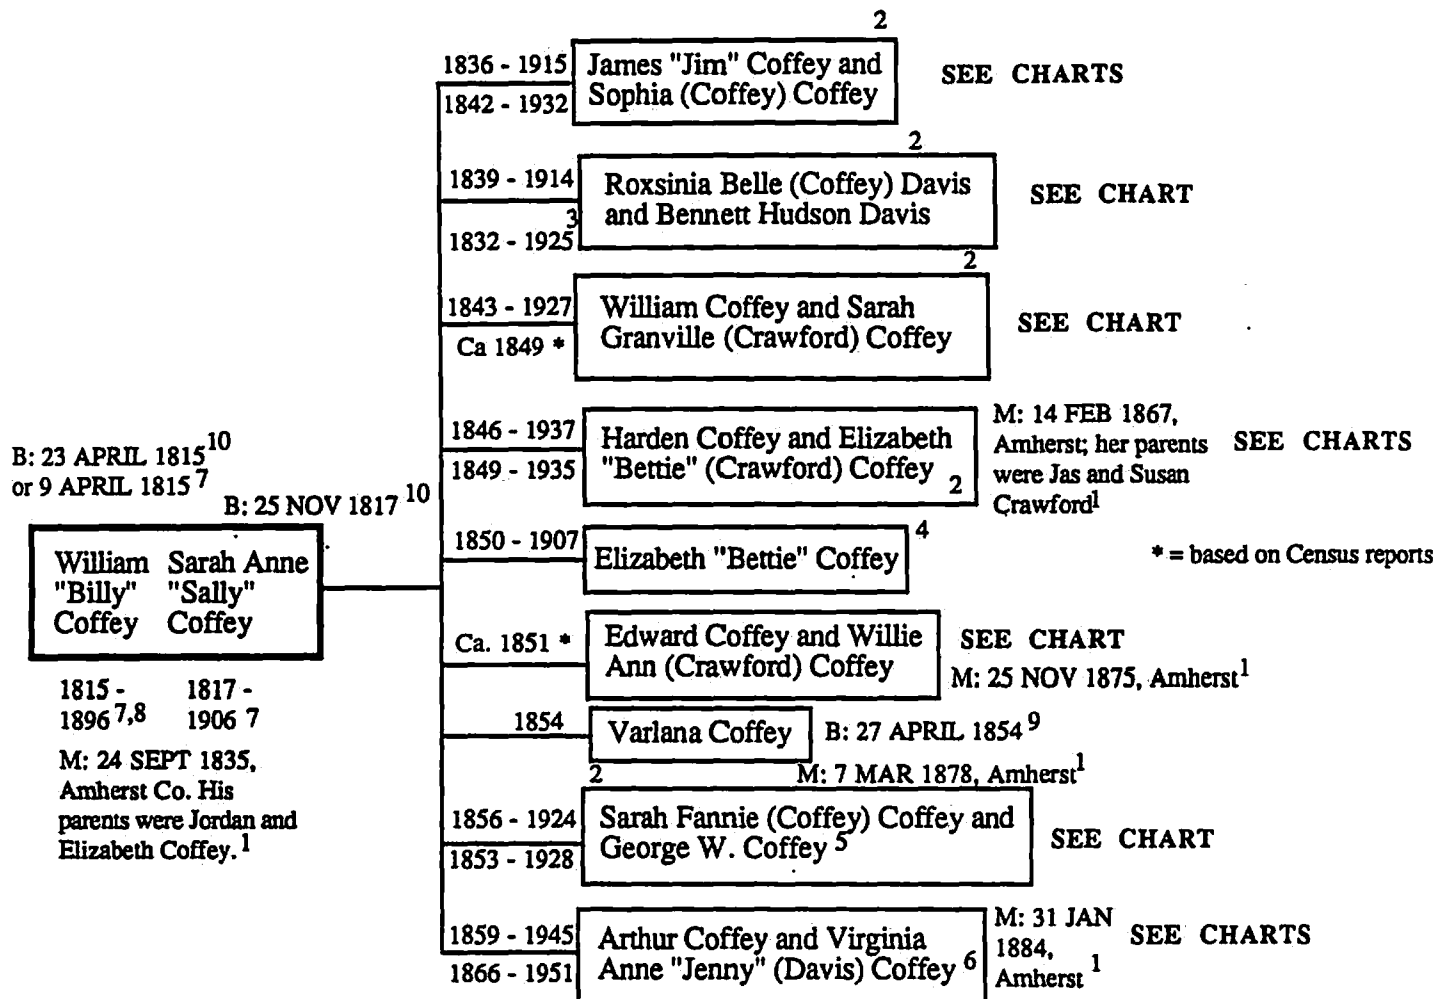 2
1836 - 1915
1842 - 1932
James "Jim" Coffey and
Sophia (Coffey) Coffey
SEE CHARTS
2
1839 - 1914
3
1832 - 1925
Roxsinia Belle (Coffey) Davis
and Bennett Hudson Davis
SEE CHART
2
1843 - 1927
Ca 1849 *
William Coffey and Sarah
Granville (Crawford) Coffey
SEE CHART
1846 - 1937
1849 - 1935
Harden Coffey and Elizabeth
"Bettie" (Crawford) Coffey 2
M: 14 FEB 1867,
Amherst; her parents
were Jas and Susan
Crawford1
SEE CHARTS
B: 23 APRIL 1815 10
or 9 APRIL 1815 7
B: 25 NOV 1817 10
William
"Billy"
Coffey
Sarah Anne
"Sally"
Coffey
1815 -
1896 7,8
1817 -
1906 7
M: 24 SEPT 1835,
Amherst Co. His
parents were Jordan and
Elizabeth Coffey. 1
1850 - 1907
Elizabeth "Bettie" Coffey
4
* = based on Census reports
Ca. 1851 *
Edward Coffey and Willie
Ann (Crawford) Coffey
SEE CHART
M: 25 NOV 1875, Amherst1
1854
Varlana Coffey
B: 27 APRIL 1854 9
M: 7 MAR 1878, Amherst1
2
1856 - 1924
1853 - 1928
Sarah Fannie (Coffey) Coffey and
George W. Coffey 5
SEE CHART
1859 - 1945
1866 - 1951
Arthur Coffey and Virginia
Anne "Jenny" (Davis) Coffey 6
M: 31 JAN
1884,
Amherst 1
SEE CHARTS